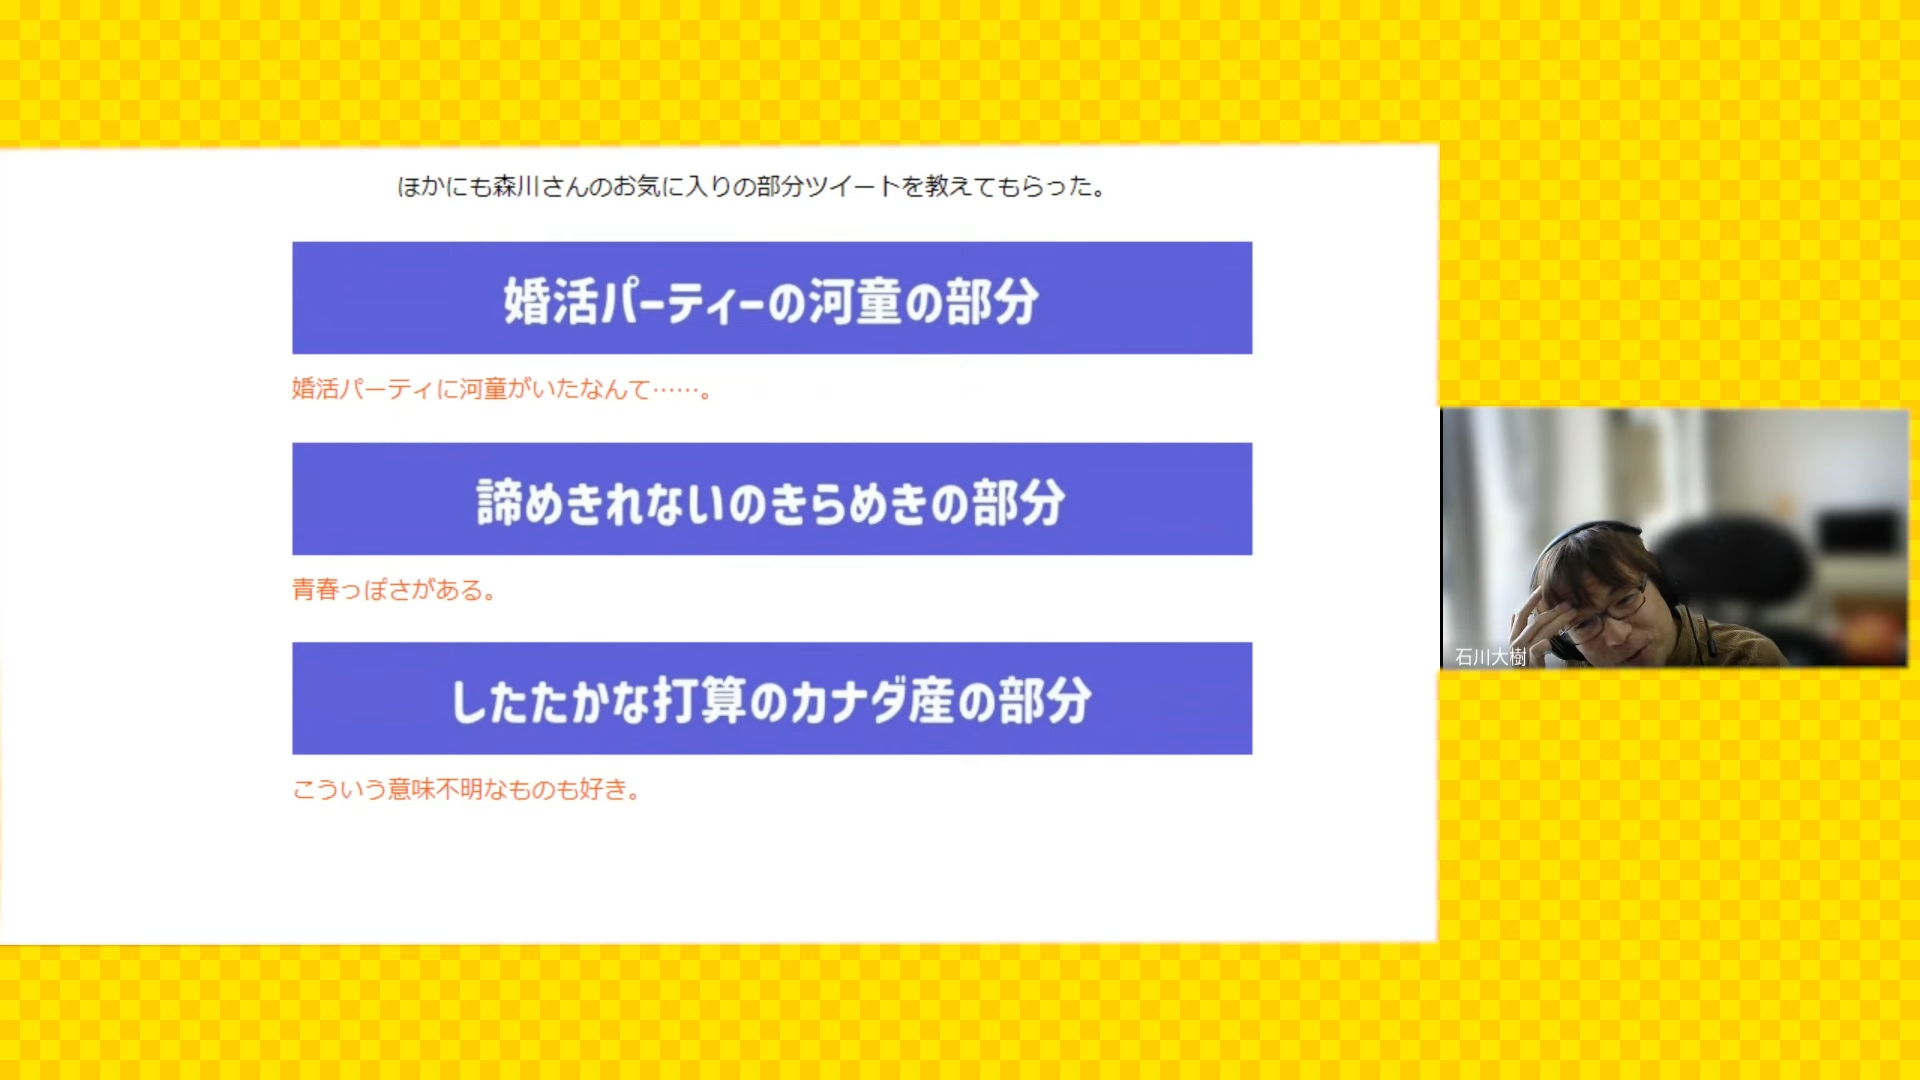 ほかにも森川さんのお気に入りの部分ツイートを教えてもらった。
婚活パーティーの河童の部分
婚活パーティに河童がいたなんて……。
諦めきれないのきらめきの部分
青春っぽさがある。
したたかな打算のカナダ産の部分
こういう意味不明なものも好き。
石川大樹